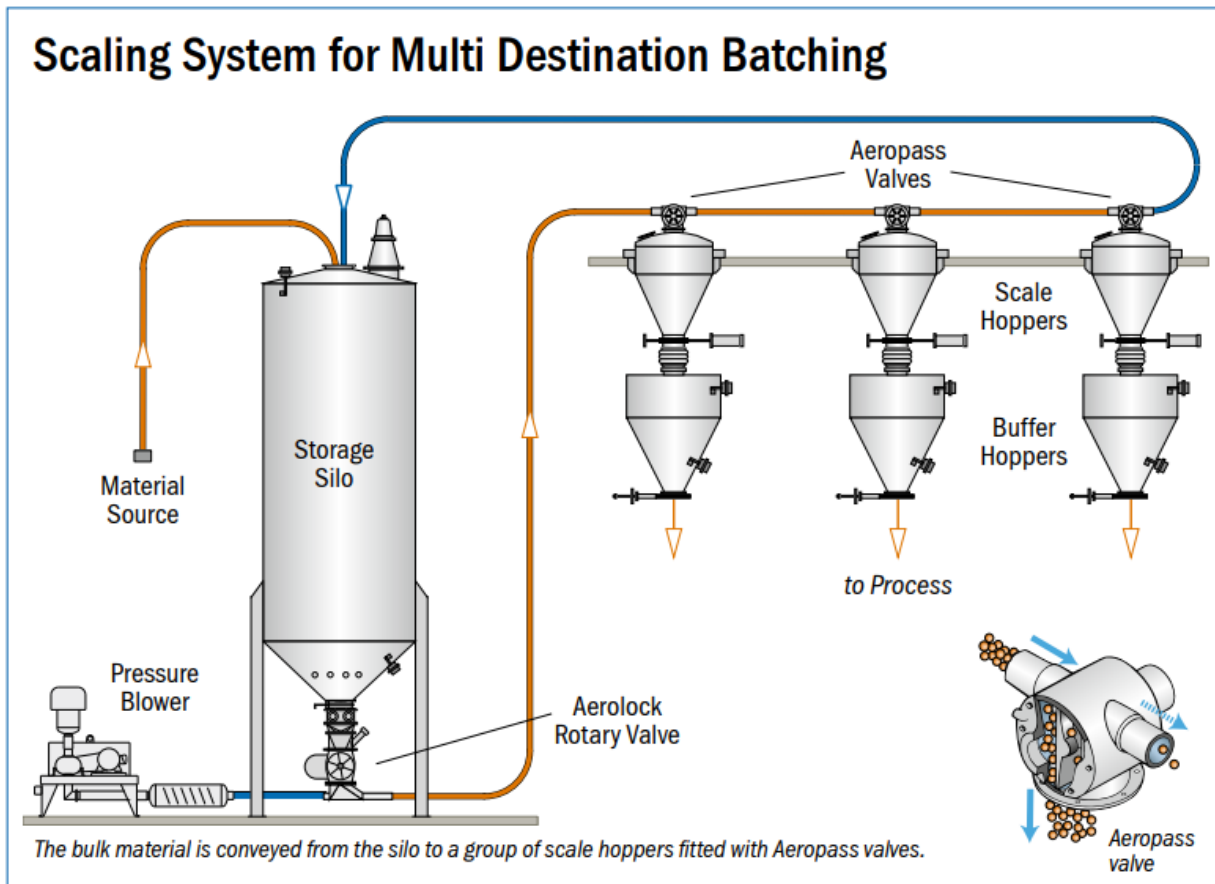 Scaling System for Multi Destination Batching
Aeropass
Valves
Scale
Hoppers
Buffer
Hoppers
Storage
Silo
Material
Source
to Process
Pressure
Blower
Aerolock
Rotary Valve
Aeropass
valve
The bulk material is conveyed from the silo to a group of scale hoppers fitted with Aeropass valves.